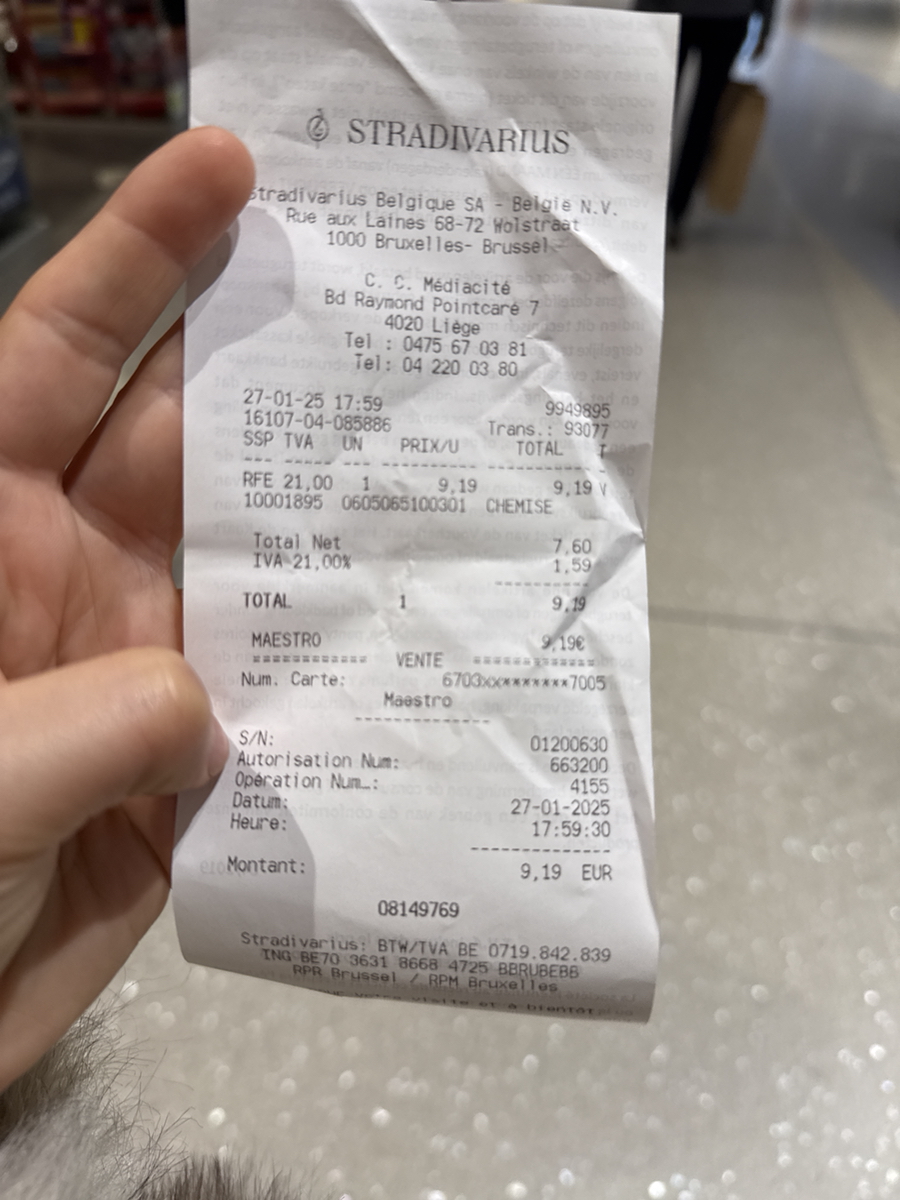 STRADIVARIUS
Stradivarius Belgique SA - België N.V.
Rue aux Laines 68-72 Wolstraat
1000 Bruxelles- Brussel
C. C. Médiacité
Bd Raymond Pointcaré 7
4020 Liège
Tel : 0475 67 03 81
Tel: 04 220 03 80
27-01-25 17:59 9949895
16107-04-085886 Trans.: 93077
SSP TVA UN PRIX/U TOTAL T
--- ----- --- ---------- ----------- -
RFE 21,00 1 9,19 9,19 V
10001895 0605065100301 CHEMISE
Total Net 7,60
IVA 21,00% 1,59
----------
TOTAL 1 9,19
MAESTRO 9,19€
============ VENTE =============
Num. Carte: 6703xx********7005
Maestro
--------------
S/N: 01200630
Autorisation Num: 663200
Opération Num…: 4155
Datum: 27-01-2025
Heure: 17:59:30
--------------
Montant: 9,19 EUR
08149769
Stradivarius: BTW/TVA BE 0719.842.839
ING BE70 3631 8668 4725 BBRUBEBB
RPR Brussel / RPM Bruxelles
votre visite et à bientôt